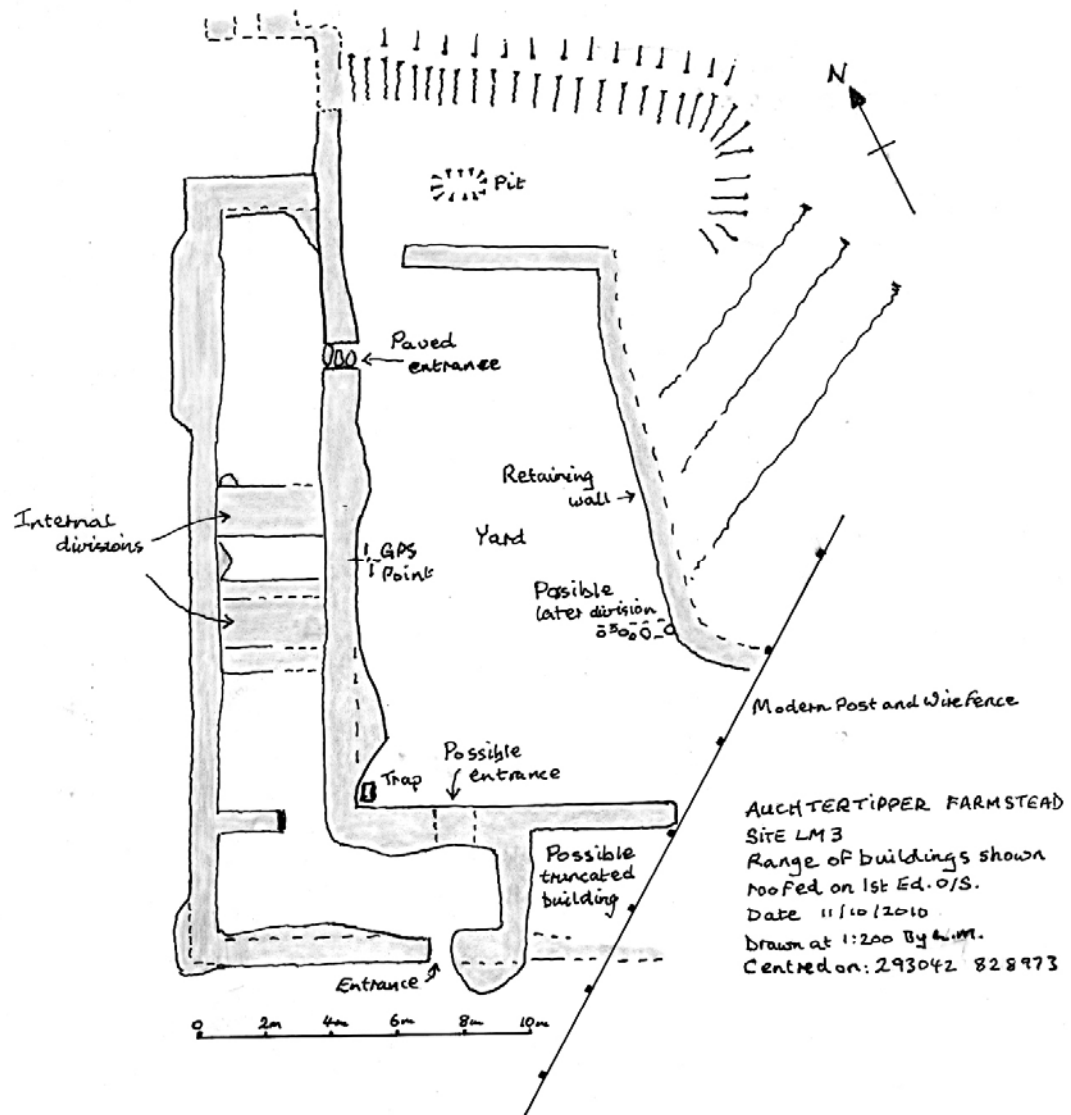 N
Pit
Paved
entrance
Retaining
wall
Internal
divisions
Yard
GPS
Point
Possible
later division
Modern Post and Wire Fence
Possible
entrance
Trap
AUCHTERTIPPER FARMSTEAD
SITE LM3
Range of buildings shown
roofed on 1st Ed. O/S.
Date 11/10/2010
Drawn at 1:200 By L.M.
Centred on: 293042 828973
Possible
truncated
building
Entrance
0 2m 4m 6m 8m 10m